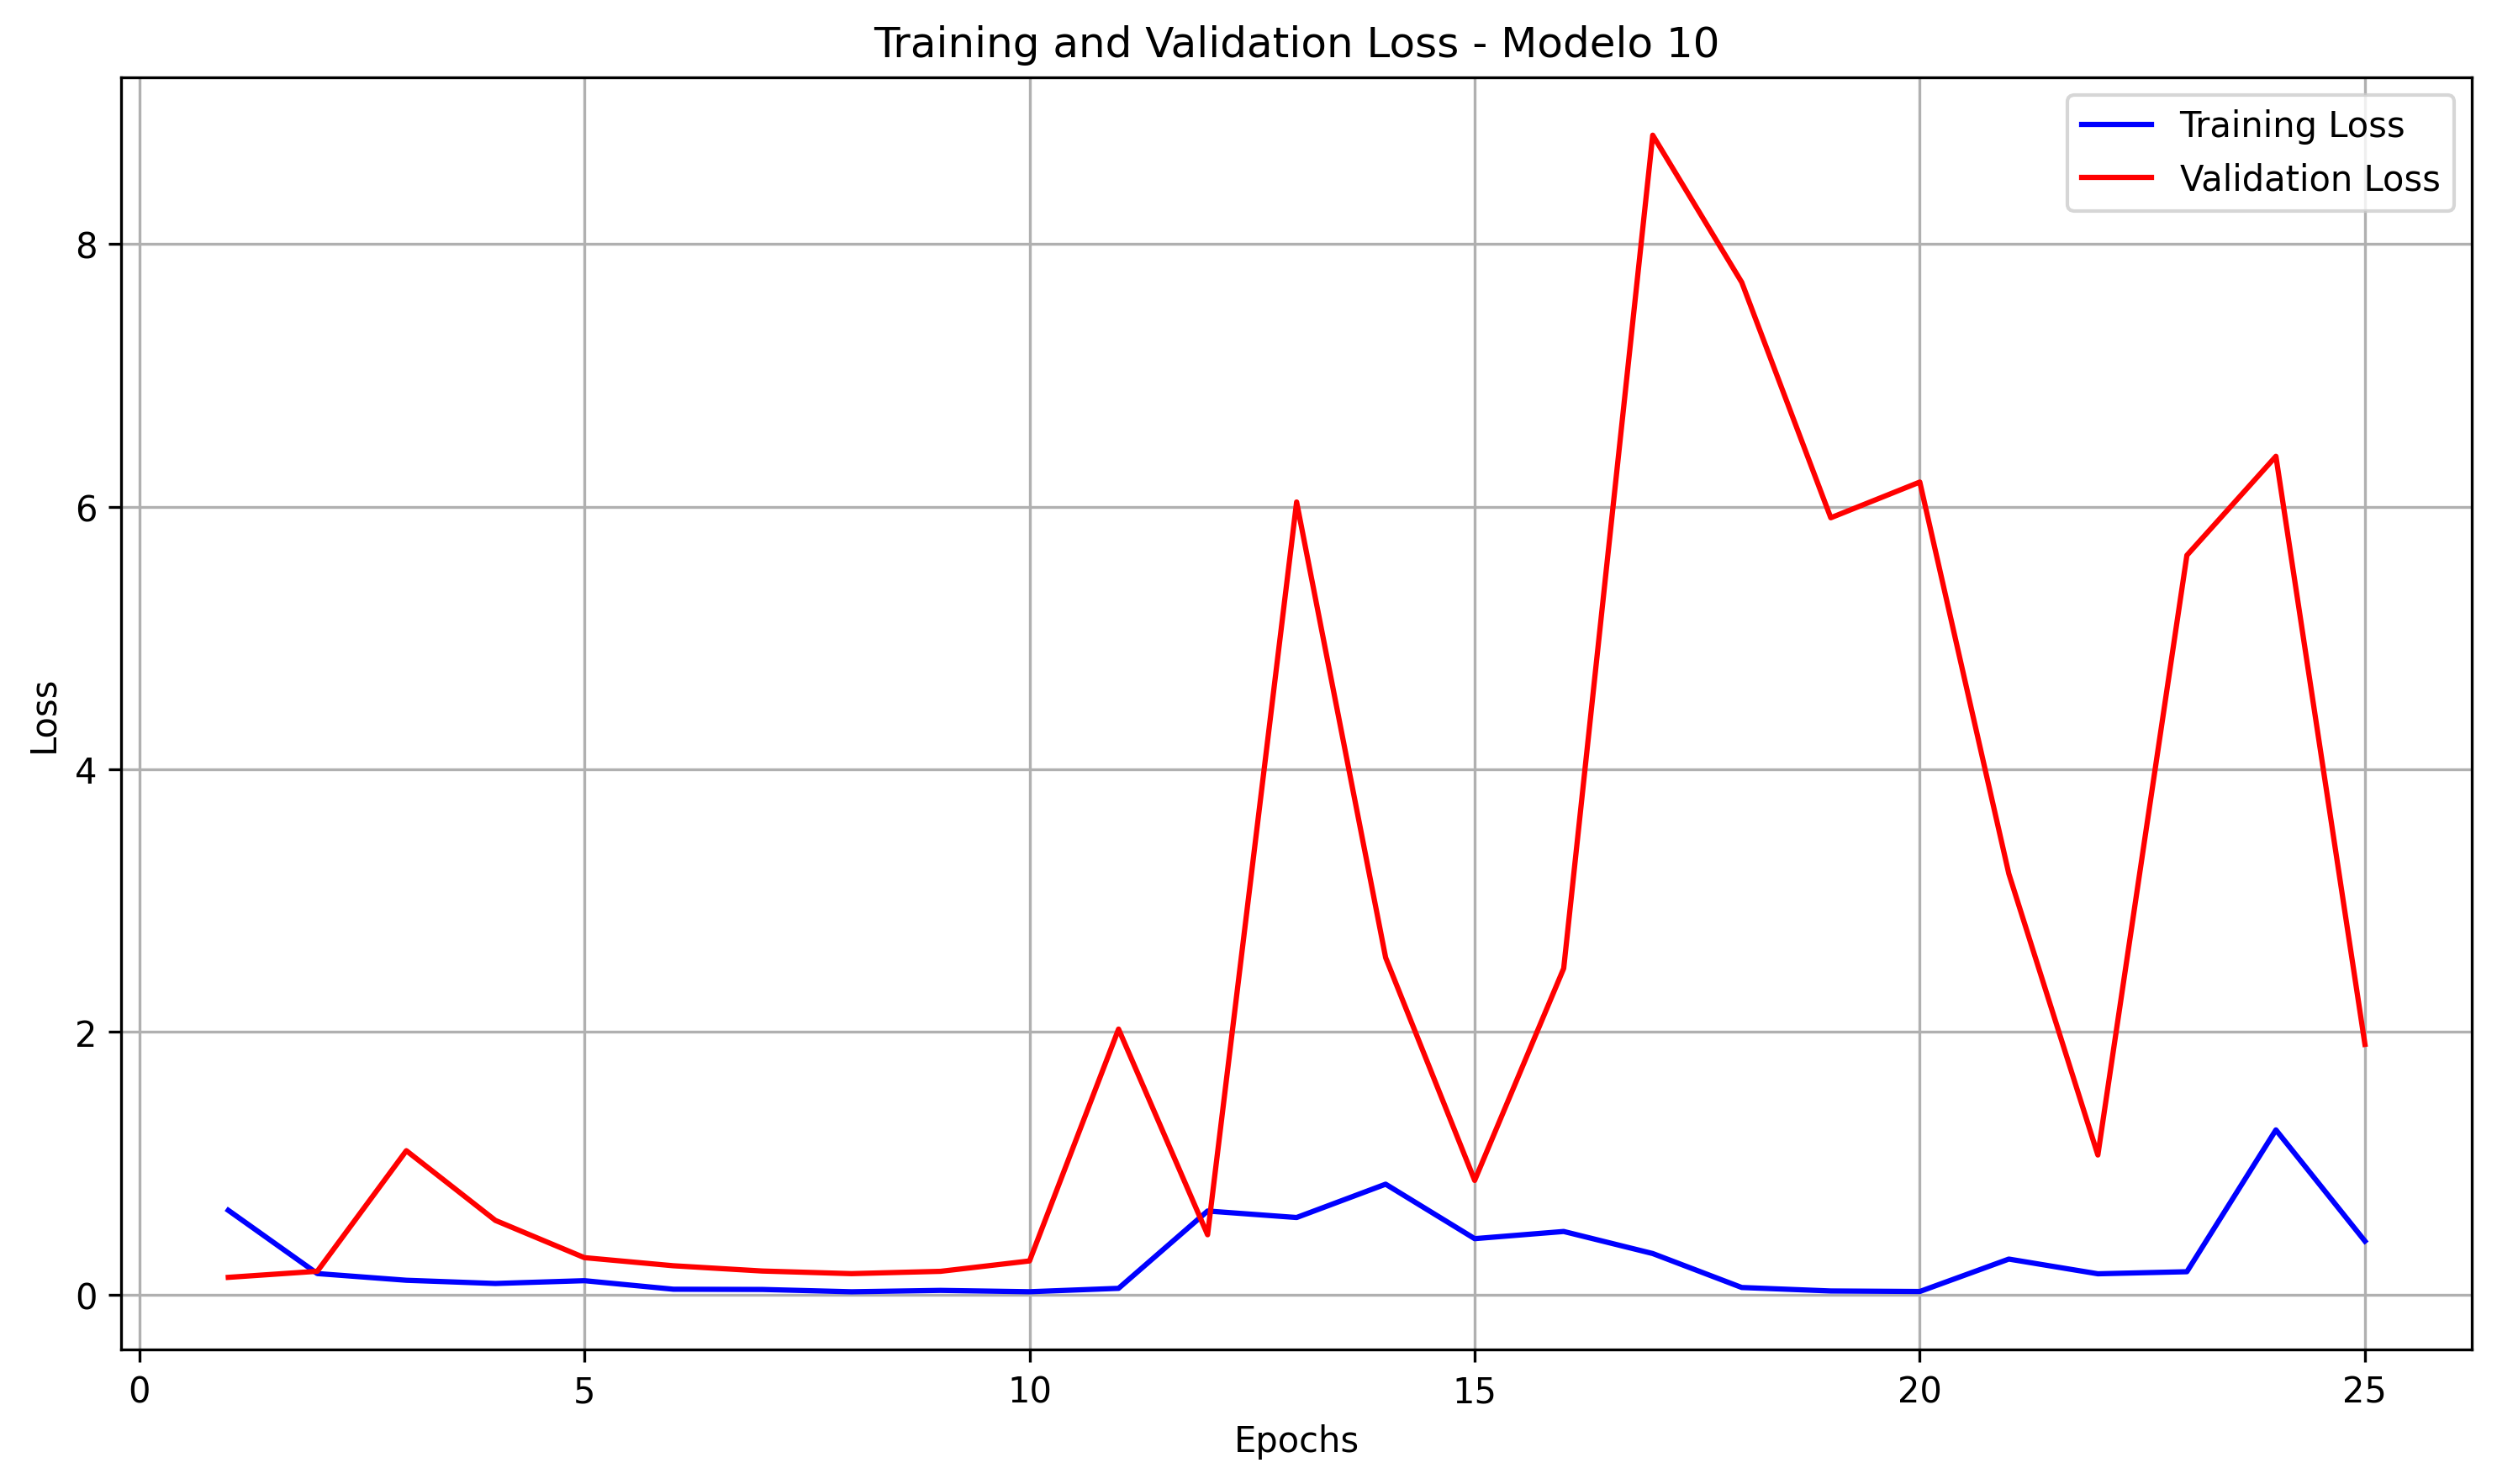 Training and Validation Loss - Modelo 10
Training Loss
Validation Loss
8
6
4
2
0
Loss
0 5 10 15 20 25
Epochs